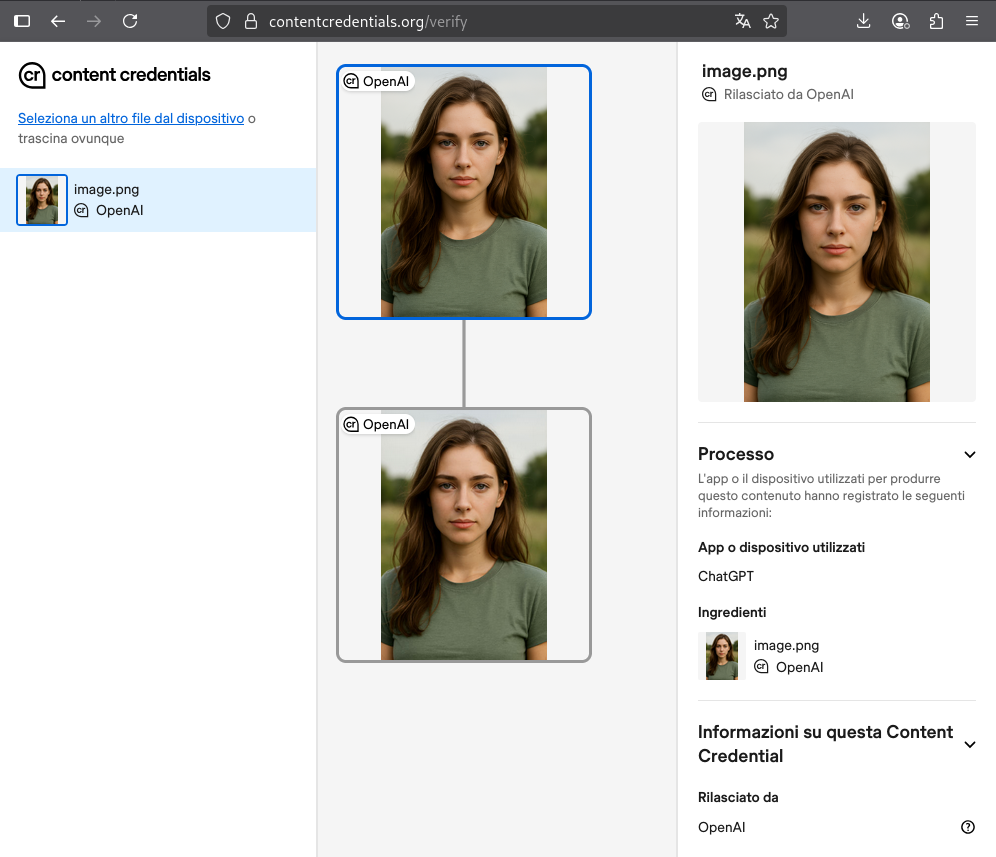 contentcredentials.org/verify
cr content credentials
Seleziona un altro file dal dispositivo o
trascina ovunque
image.png
cr OpenAI
cr OpenAI
cr OpenAI
image.png
cr Rilasciato da OpenAI
Processo
L'app o il dispositivo utilizzati per produrre
questo contenuto hanno registrato le seguenti
informazioni:
App o dispositivo utilizzati
ChatGPT
Ingredienti
image.png
cr OpenAI
Informazioni su questa Content
Credential
Rilasciato da
OpenAI